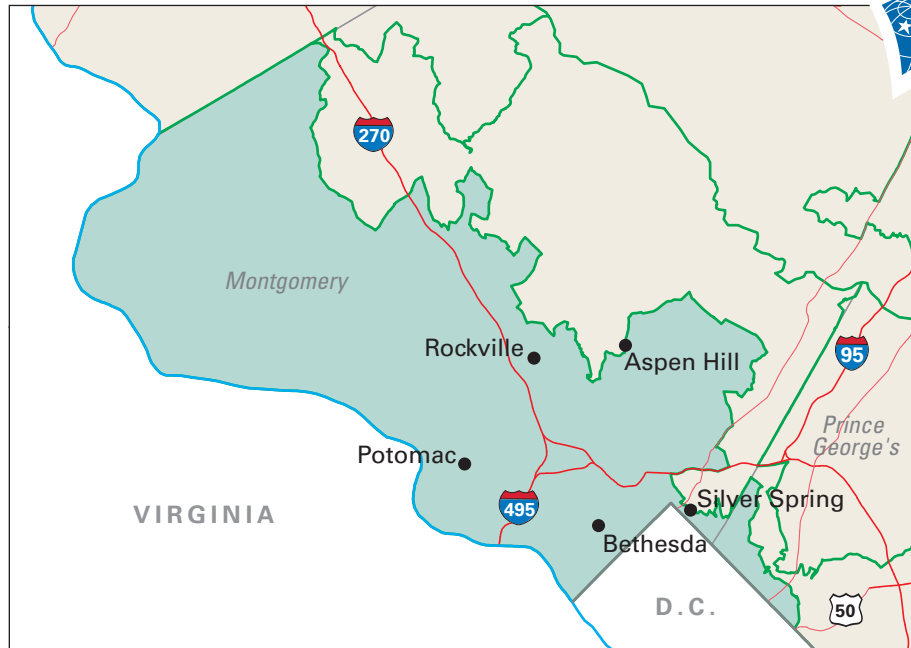 270
Montgomery
Rockville
Aspen Hill
95
Prince
George's
Potomac
495
Silver Spring
VIRGINIA
Bethesda
D.C.
50